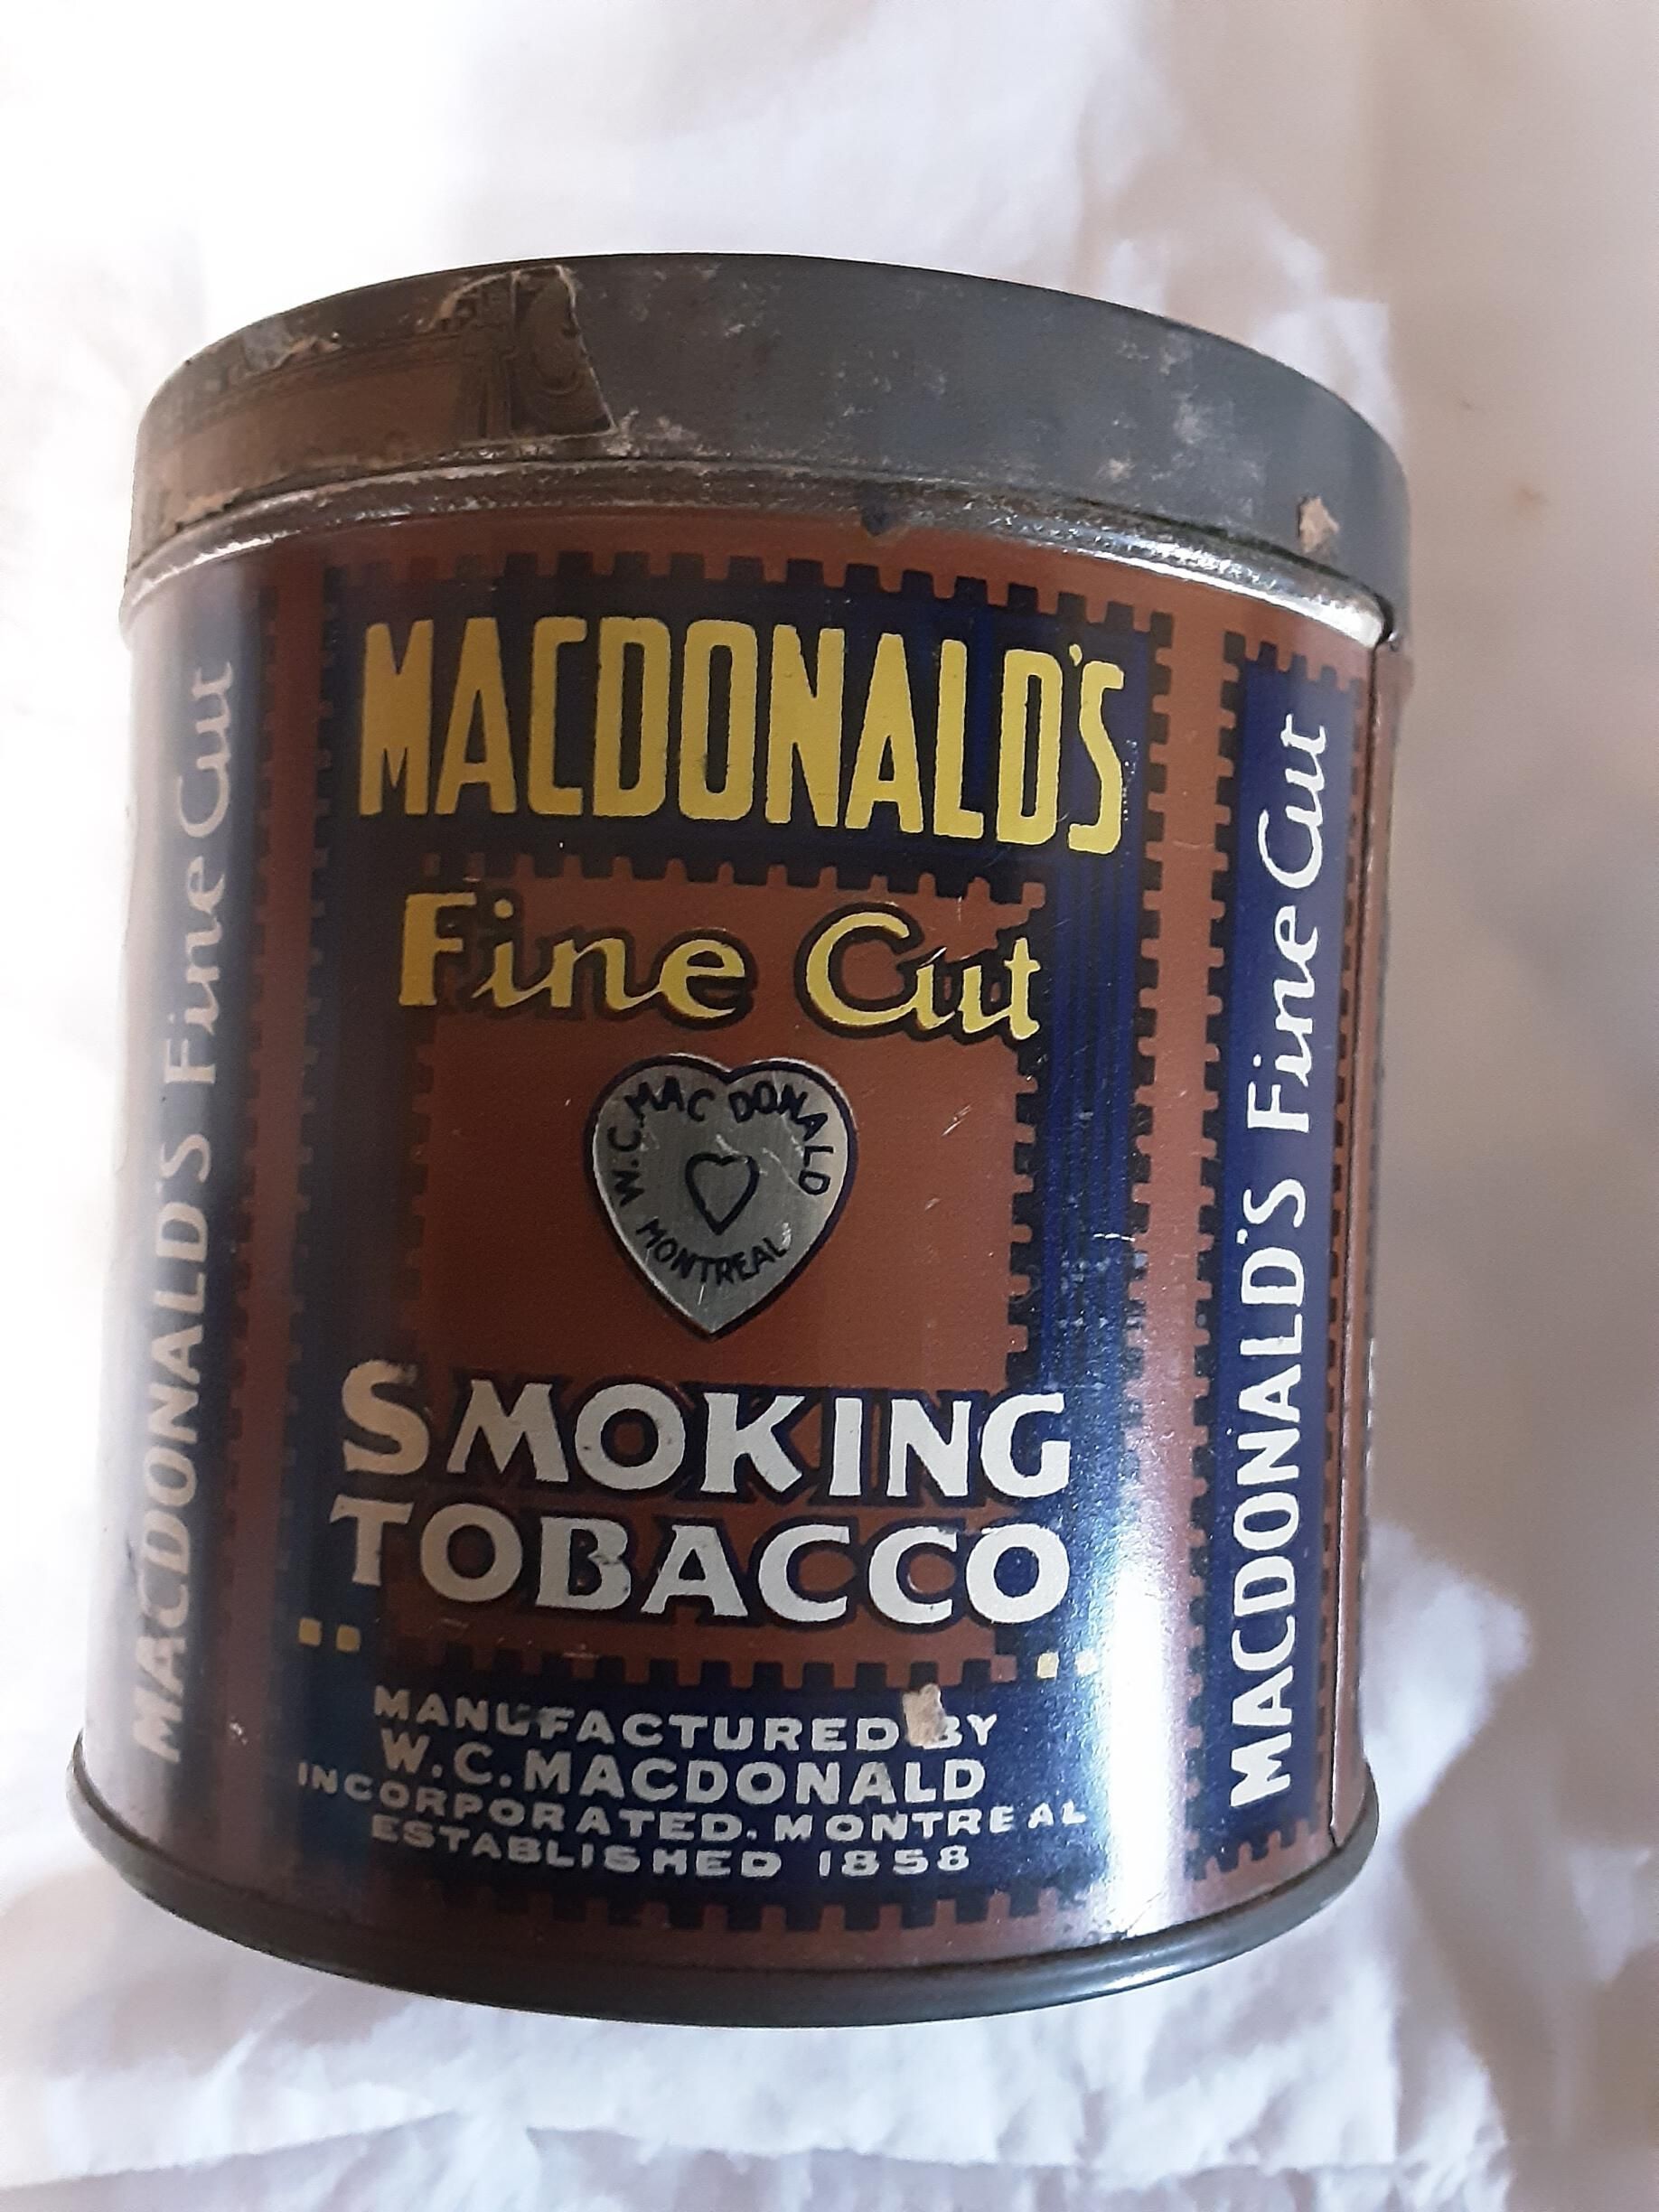 MACDONALD'S
Fine Cut
W.C. MAC DONALD
MONTREAL
SMOKING
TOBACCO
MANUFACTURED BY
W.C. MACDONALD
INCORPORATED. MONTREAL
ESTABLISHED 1858
MACDONALD'S Fine Cut
MACDONALD'S Fine Cut